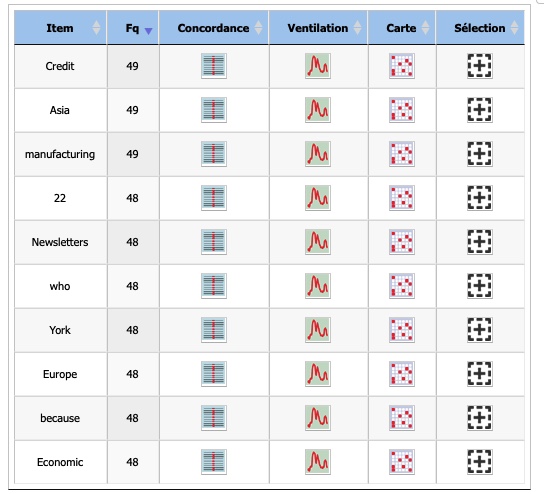 Item Fq Concordance Ventilation Carte Sélection
Credit 49
Asia 49
manufacturing 49
22 48
Newsletters 48
who 48
York 48
Europe 48
because 48
Economic 48